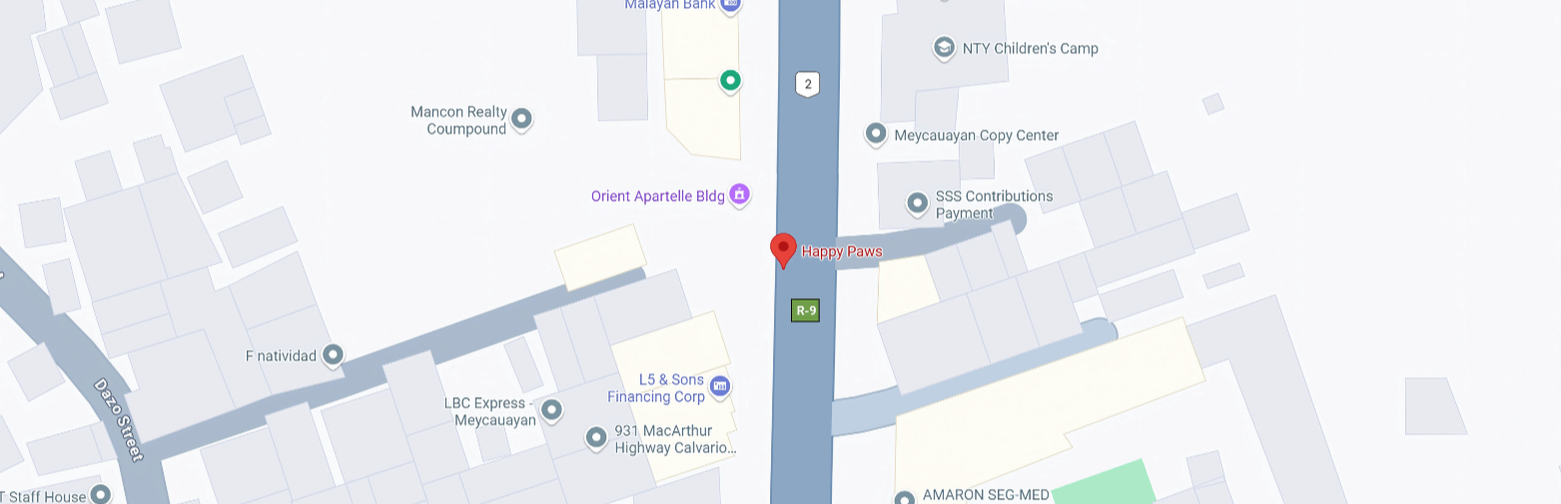 Malayan Bank
NTY Children's Camp
2
Mancon Realty
Coumpound
Meycauayan Copy Center
Orient Apartelle Bldg
SSS Contributions
Payment
Happy Paws
R-9
F natividad
L5 & Sons
Financing Corp
Dazo Street
LBC Express -
Meycauayan
931 MacArthur
Highway Calvario...
T Staff House
AMARON SEG-MED